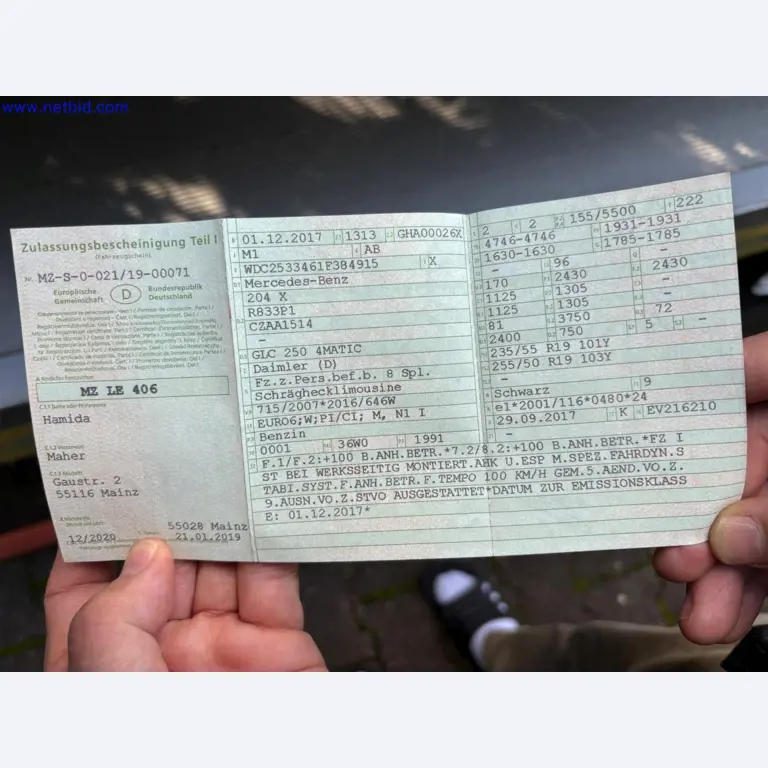 www.netbid.com
Zulassungsbescheinigung Teil I
(Fahrzeugschein)
Nr. MZ-S-0-021/19-00071
Europäische Gemeinschaft
D
Bundesrepublik Deutschland
MZ LE 406
Hamida
Maher
Gaustr. 2
55116 Mainz
55028 Mainz
12/2020
21.01.2019
01.12.2017 1313 GHA00026X
M1 AB
WDC2533461F384915 X
Mercedes-Benz
204 X
R833P1
CZAA1514
–
GLC 250 4MATIC
Daimler (D)
Fz.z.Pers.bef.b. 8 Spl.
Schräghecklimousine
715/2007*2016/646W
EURO6;W;PI/CI; M, N1 I
Benzin
0001 36W0 1991
2 2 155/5500 222
4746-4746 1931-1931
1630-1630 1785-1785
– 96 –
170 2430 2430
1125 1305 –
1125 1305 –
81 3750 72
2400 750 5 –
235/55 R19 101Y
255/50 R19 103Y
–
–
Schwarz 9
e1*2001/116*0480*24
29.09.2017 K EV216210
–
F.1/F.2:+100 B.ANH.BETR.*7.2/8.2:+100 B.ANH.BETR.*FZ I
ST BEI WERKSSEITIG MONTIERT.AHK U.ESP M.SPEZ.FAHRDYN.S
TABI.SYST.F.ANH.BETR.F.TEMPO 100 KM/H GEM.5.AEND.VO.Z.
9.AUSN.VO.Z.STVO AUSGESTATTET*DATUM ZUR EMISSIONSKLASS
E: 01.12.2017*